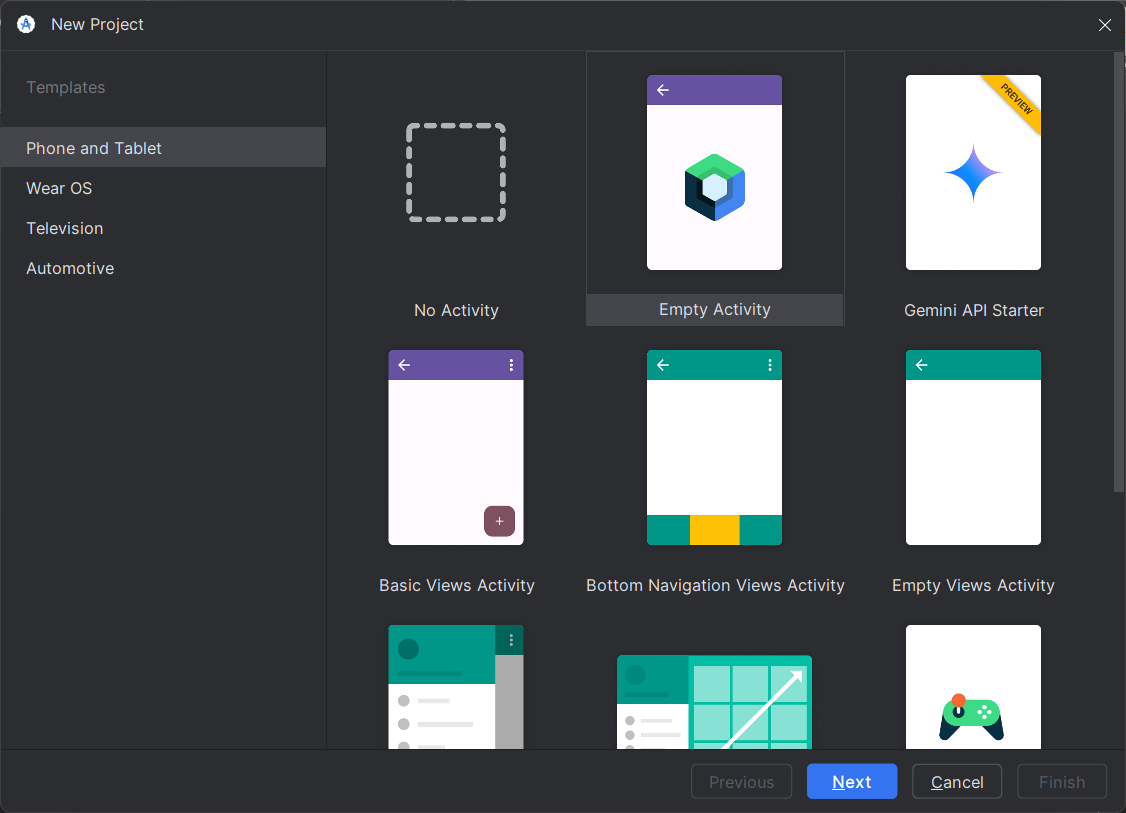 New Project
Templates
Phone and Tablet
Wear OS
Television
Automotive
No Activity
Empty Activity
PREVIEW
Gemini API Starter
Basic Views Activity
Bottom Navigation Views Activity
Empty Views Activity
Previous
Next
Cancel
Finish